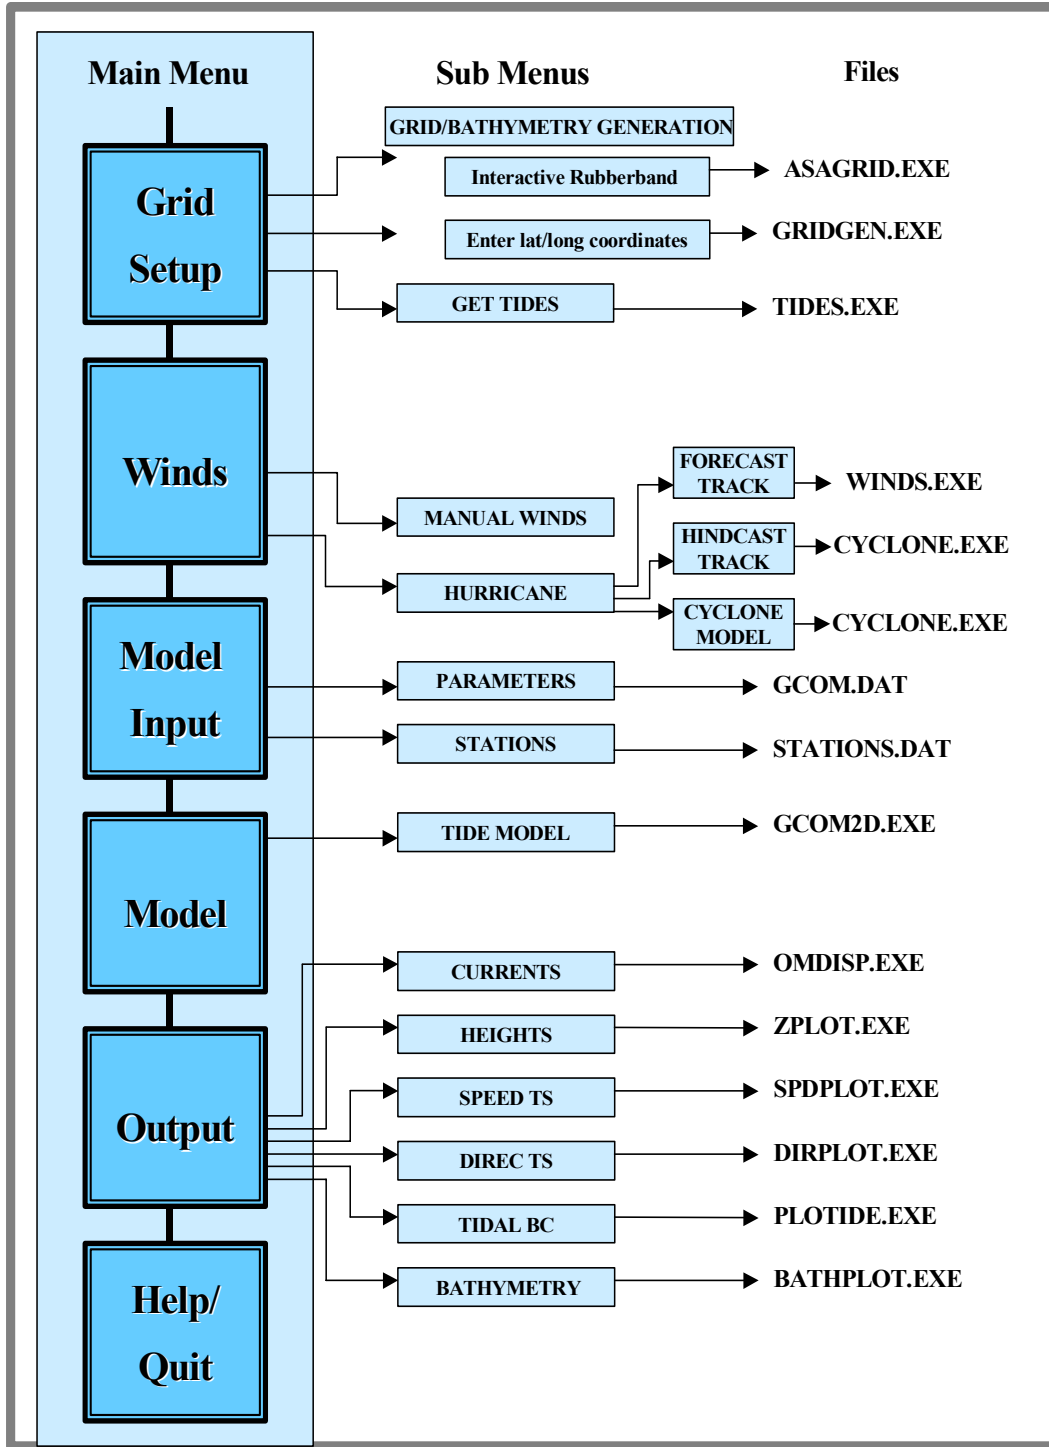 Main Menu
Sub Menus
Files
Grid
Setup
GRID/BATHYMETRY GENERATION
Interactive Rubberband
ASAGRID.EXE
Enter lat/long coordinates
GRIDGEN.EXE
GET TIDES
TIDES.EXE
Winds
MANUAL WINDS
HURRICANE
FORECAST
TRACK
WINDS.EXE
HINDCAST
TRACK
CYCLONE.EXE
CYCLONE
MODEL
CYCLONE.EXE
Model
Input
PARAMETERS
GCOM.DAT
STATIONS
STATIONS.DAT
Model
TIDE MODEL
GCOM2D.EXE
Output
CURRENTS
OMDISP.EXE
HEIGHTS
ZPLOT.EXE
SPEED TS
SPDPLOT.EXE
DIREC TS
DIRPLOT.EXE
TIDAL BC
PLOTIDE.EXE
BATHYMETRY
BATHPLOT.EXE
Help/
Quit